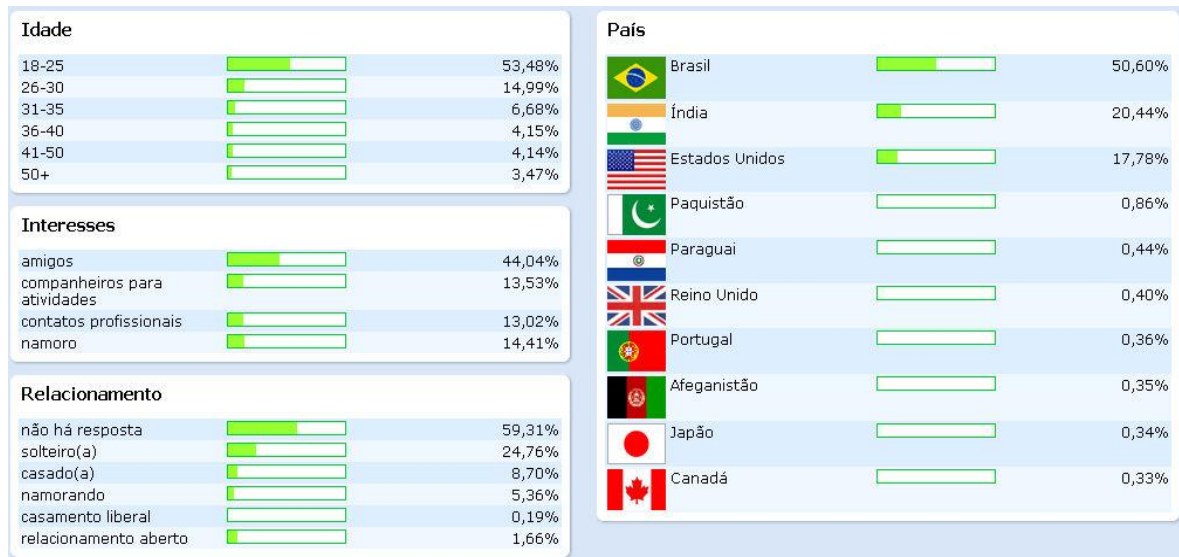 Idade
18-25 53,48%
26-30 14,99%
31-35 6,68%
36-40 4,15%
41-50 4,14%
50+ 3,47%
Interesses
amigos 44,04%
companheiros para 13,53%
atividades
contatos profissionais 13,02%
namoro 14,41%
Relacionamento
não há resposta 59,31%
solteiro(a) 24,76%
casado(a) 8,70%
namorando 5,36%
casamento liberal 0,19%
relacionamento aberto 1,66%
País
Brasil 50,60%
Índia 20,44%
Estados Unidos 17,78%
Paquistão 0,86%
Paraguai 0,44%
Reino Unido 0,40%
Portugal 0,36%
Afeganistão 0,35%
Japão 0,34%
Canadá 0,33%